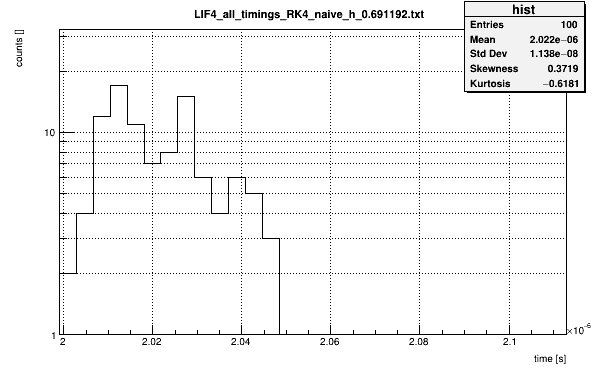 LIF4_all_timings_RK4_naive_h_0.691192.txt
hist
Entries 100
Mean 2.022e−06
Std Dev 1.138e−08
Skewness 0.3719
Kurtosis −0.6181
counts []
10
1
2 2.02 2.04 2.06 2.08 2.1
×10−6
time [s]